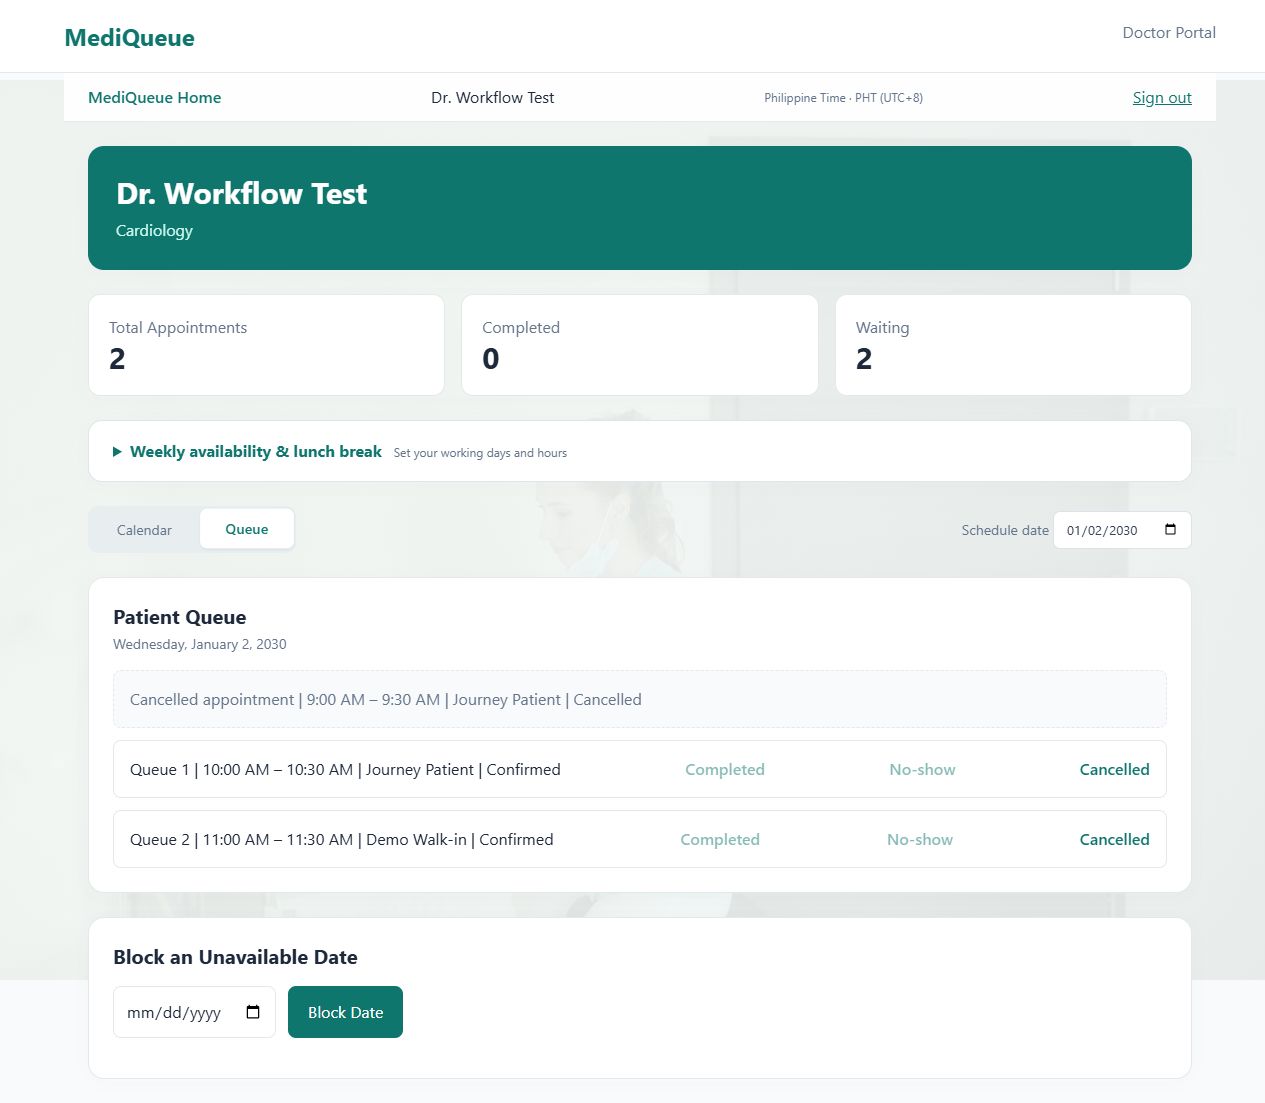 MediQueue
Doctor Portal
MediQueue Home
Dr. Workflow Test
Philippine Time · PHT (UTC+8)
Sign out
Dr. Workflow Test
Cardiology
Total Appointments
2
Completed
0
Waiting
2
Weekly availability & lunch break Set your working days and hours
Calendar
Queue
Schedule date 01/02/2030
Patient Queue
Wednesday, January 2, 2030
Cancelled appointment | 9:00 AM – 9:30 AM | Journey Patient | Cancelled
Queue 1 | 10:00 AM – 10:30 AM | Journey Patient | Confirmed Completed No-show Cancelled
Queue 2 | 11:00 AM – 11:30 AM | Demo Walk-in | Confirmed Completed No-show Cancelled
Block an Unavailable Date
mm/dd/yyyy Block Date